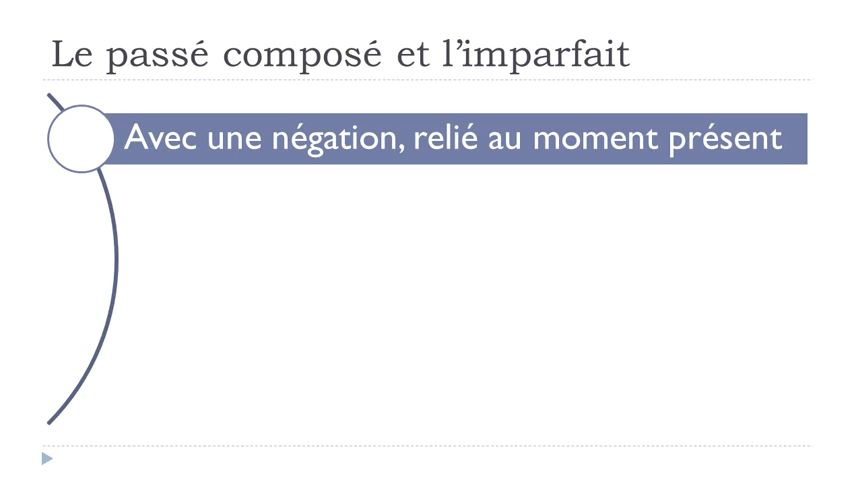 Le passé composé et l’imparfait
Avec une négation, relié au moment présent